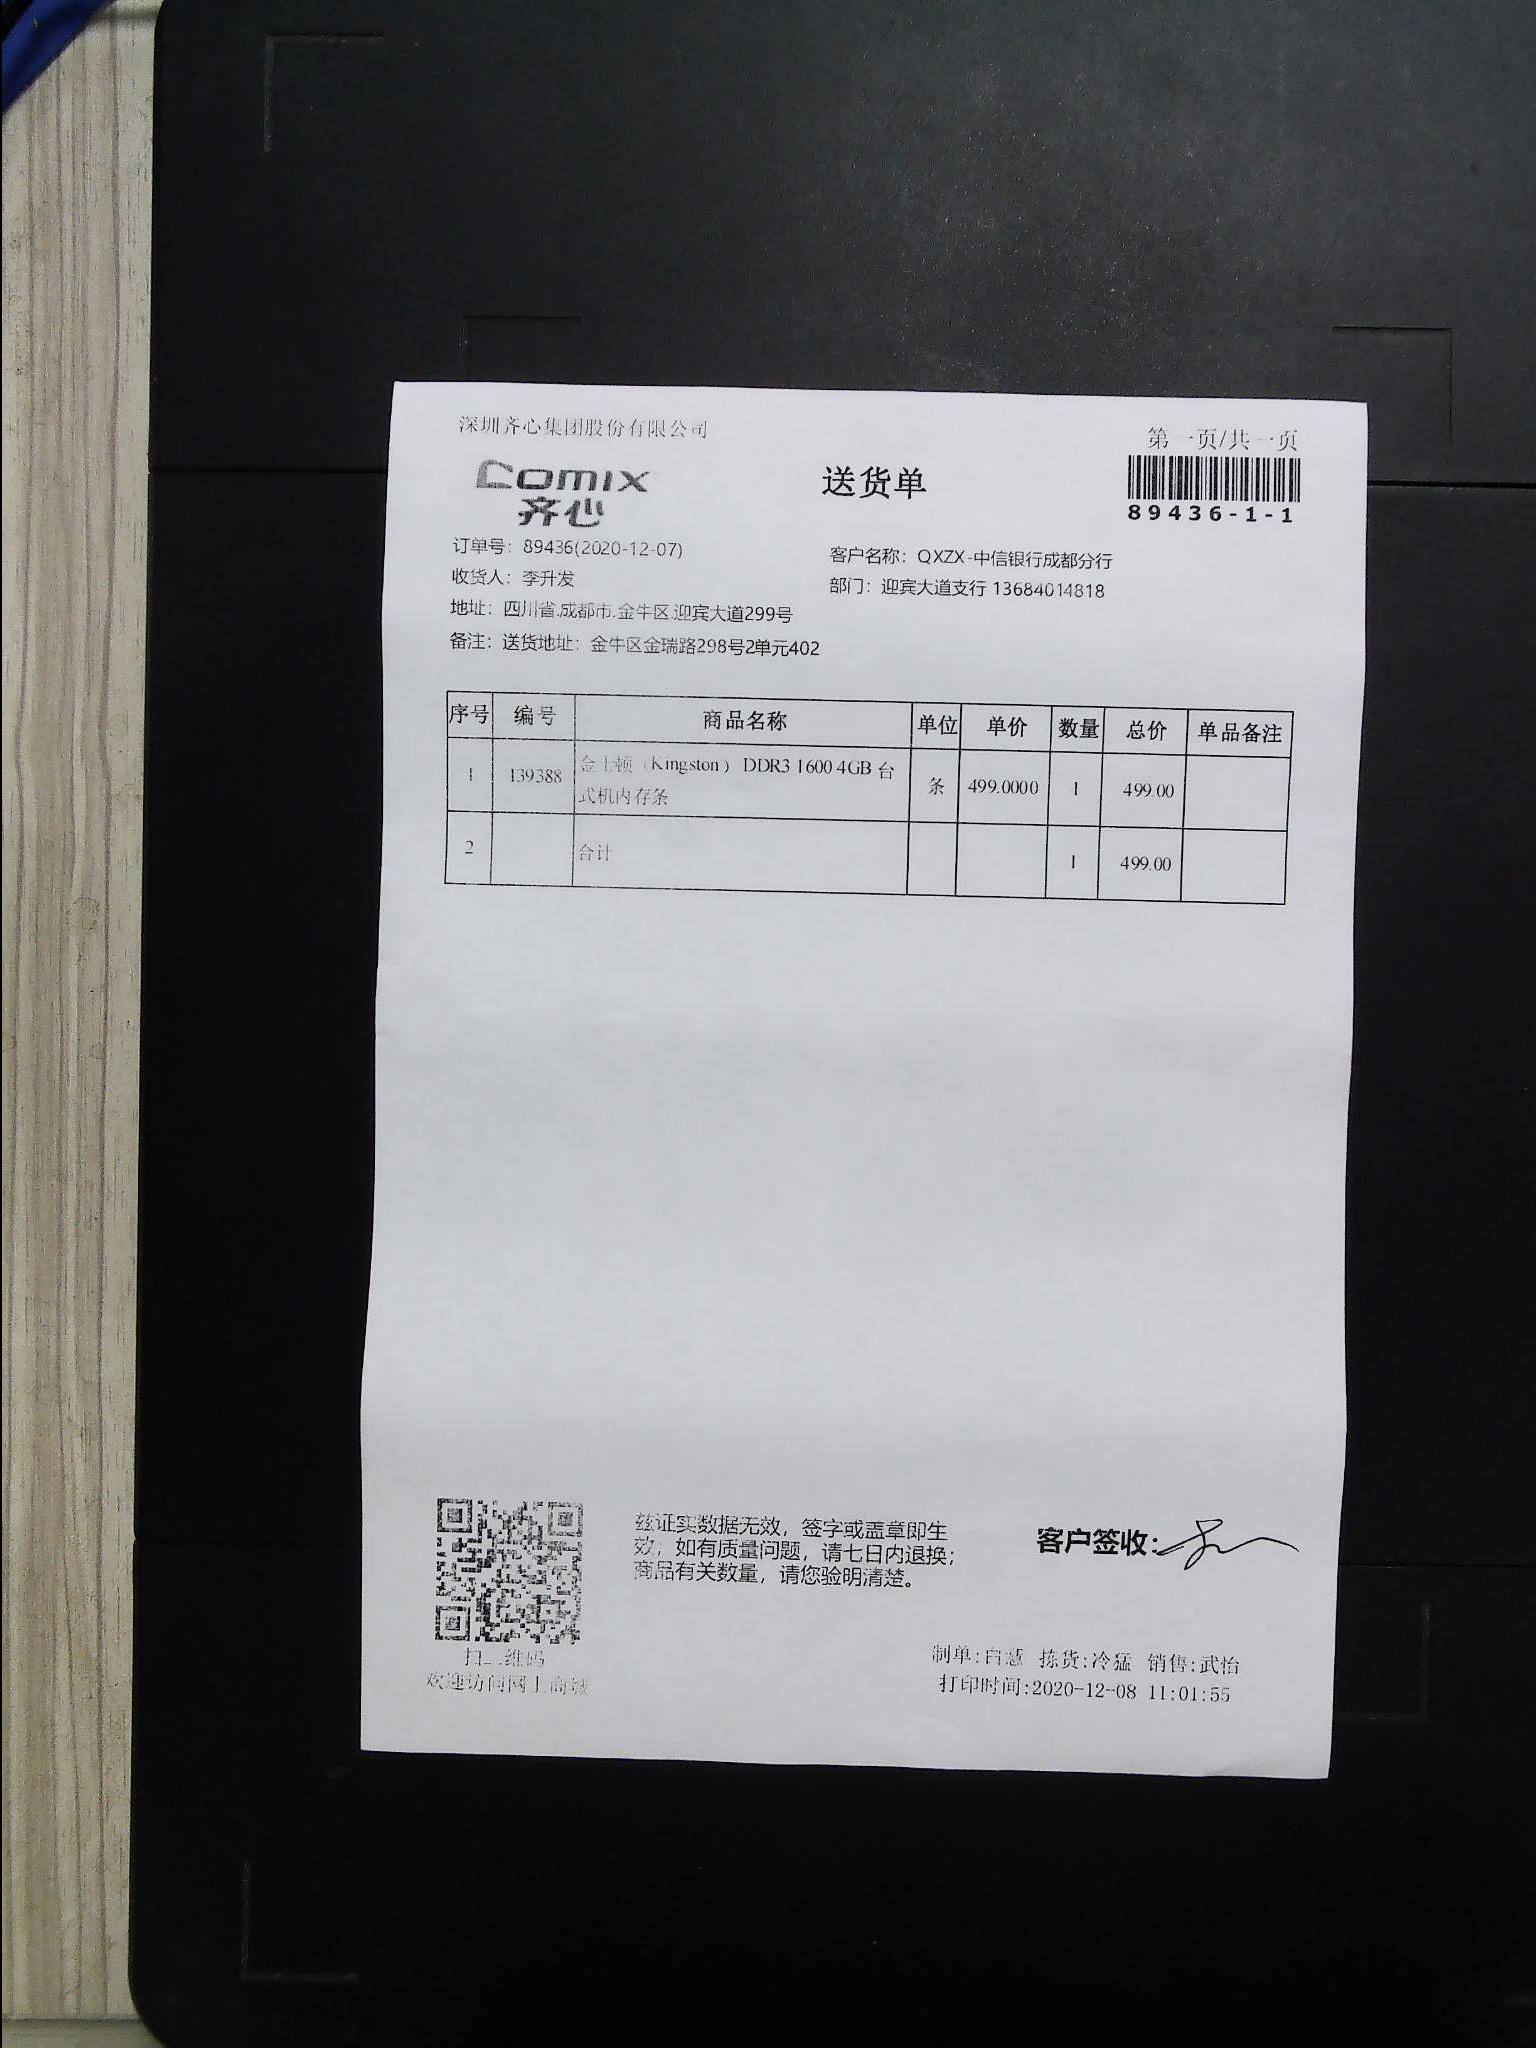 深圳齐心集团股份有限公司
第一页/共一页
COMIX
齐心
送货单
89436-1-1
订单号：89436(2020-12-07)
客户名称：QXZX-中信银行成都分行
收货人：李升发
部门：迎宾大道支行 13684014818
地址：四川省.成都市.金牛区.迎宾大道299号
备注：送货地址：金牛区金瑞路298号2单元402
序号 编号 商品名称 单位 单价 数量 总价 单品备注
1 139388 金士顿（Kingston） DDR3 1600 4GB 台
式机内存条 条 499.0000 1 499.00
2 合计 1 499.00
兹证实数据无效，签字或盖章即生
效；如有质量问题，请七日内退换；
商品有关数量，请您验明清楚。
客户签收：
扫二维码
欢迎访问网上商城
制单:白慧 拣货:冷猛 销售:武怡
打印时间:2020-12-08 11:01:55